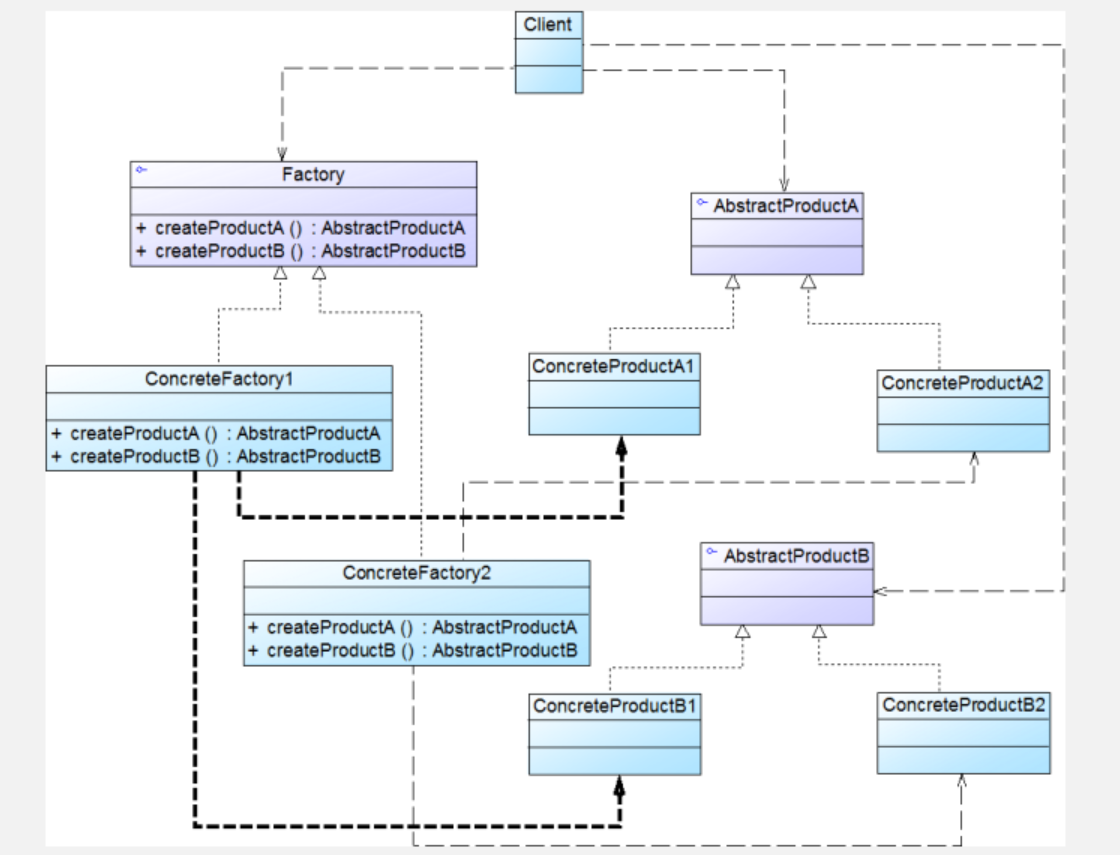 Client
Factory
+ createProductA () : AbstractProductA
+ createProductB () : AbstractProductB
AbstractProductA
ConcreteFactory1
+ createProductA () : AbstractProductA
+ createProductB () : AbstractProductB
ConcreteProductA1
ConcreteProductA2
ConcreteFactory2
+ createProductA () : AbstractProductA
+ createProductB () : AbstractProductB
AbstractProductB
ConcreteProductB1
ConcreteProductB2